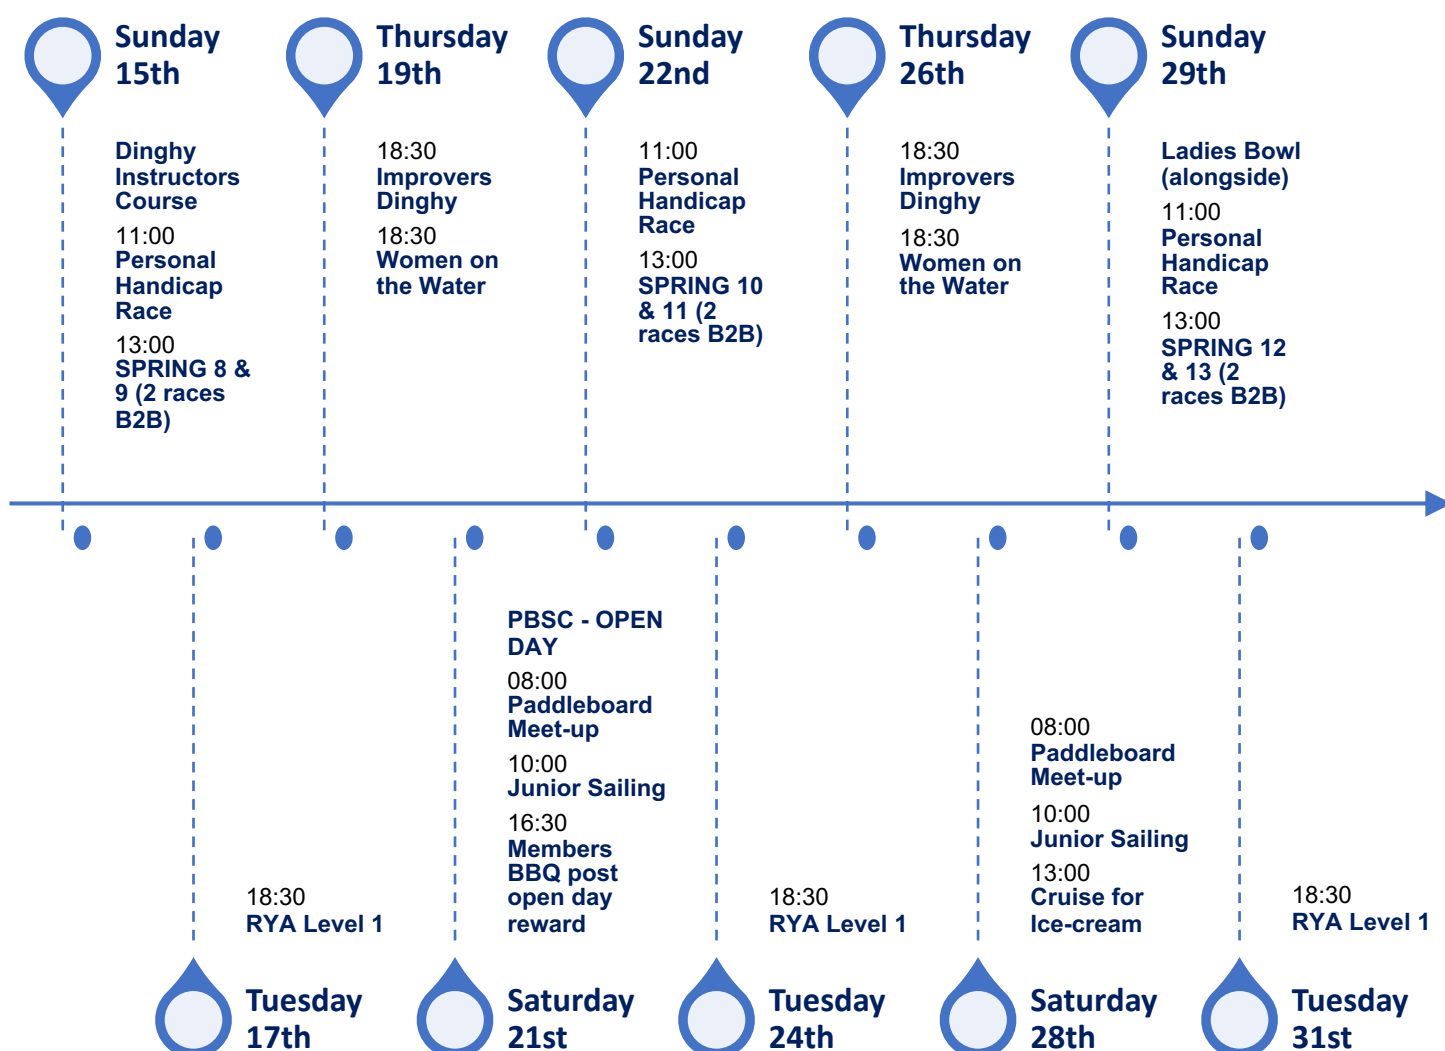 Sunday
15th
Dinghy
Instructors
Course
11:00
Personal
Handicap
Race
13:00
SPRING 8 &
9 (2 races
B2B)
Thursday
19th
18:30
Improvers
Dinghy
18:30
Women on
the Water
Sunday
22nd
11:00
Personal
Handicap
Race
13:00
SPRING 10
& 11 (2
races B2B)
Thursday
26th
18:30
Improvers
Dinghy
18:30
Women on
the Water
Sunday
29th
Ladies Bowl
(alongside)
11:00
Personal
Handicap
Race
13:00
SPRING 12
& 13 (2
races B2B)
18:30
RYA Level 1
Tuesday
17th
PBSC - OPEN
DAY
08:00
Paddleboard
Meet-up
10:00
Junior Sailing
16:30
Members
BBQ post
open day
reward
Saturday
21st
18:30
RYA Level 1
Tuesday
24th
08:00
Paddleboard
Meet-up
10:00
Junior Sailing
13:00
Cruise for
Ice-cream
Saturday
28th
18:30
RYA Level 1
Tuesday
31st